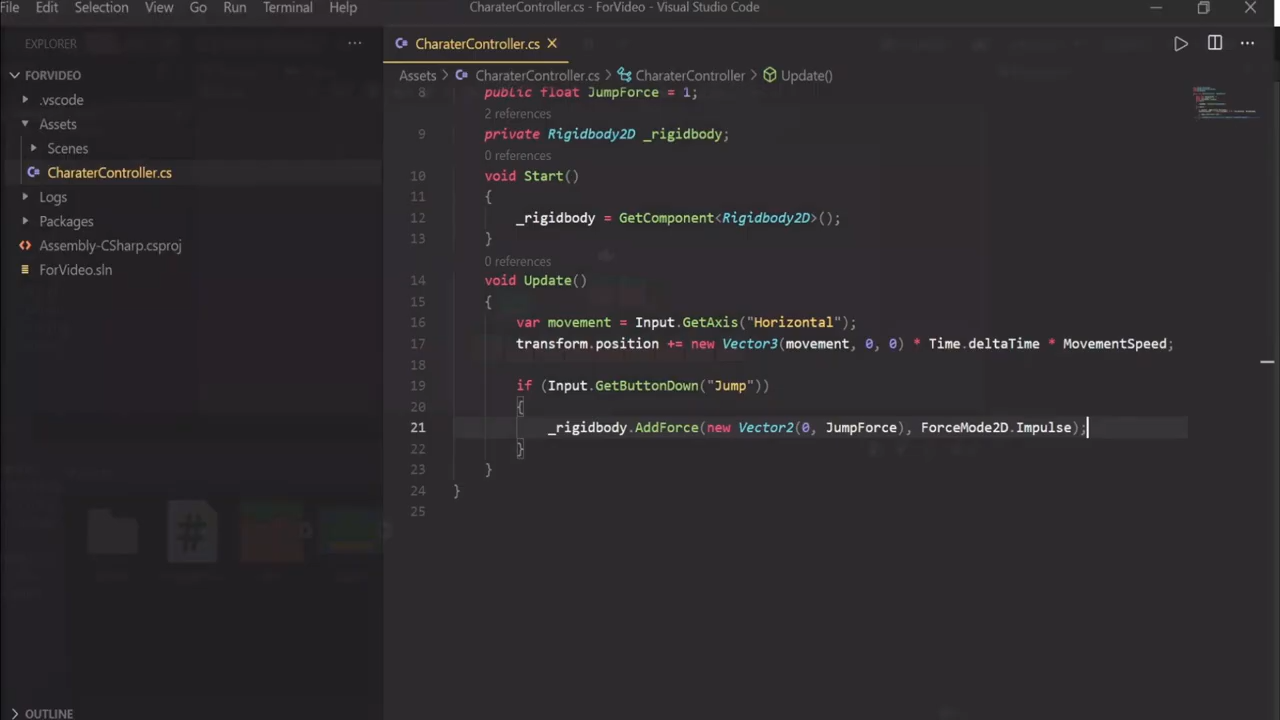 File Edit Selection View Go Run Terminal Help CharaterController.cs - ForVideo - Visual Studio Code
EXPLORER
CharaterController.cs
FORVIDEO
Assets CharaterController.cs CharaterController Update()
.vscode
Assets
Scenes
CharaterController.cs
Logs
Packages
Assembly-CSharp.csproj
ForVideo.sln
OUTLINE
8 public float JumpForce = 1;
2 references
9 private Rigidbody2D _rigidbody;
0 references
10 void Start()
11 {
12 _rigidbody = GetComponent<Rigidbody2D>();
13 }
0 references
14 void Update()
15 {
16 var movement = Input.GetAxis("Horizontal");
17 transform.position += new Vector3(movement, 0, 0) * Time.deltaTime * MovementSpeed;
18
19 if (Input.GetButtonDown("Jump"))
20 {
21 _rigidbody.AddForce(new Vector2(0, JumpForce), ForceMode2D.Impulse);
22 }
23 }
24 }
25